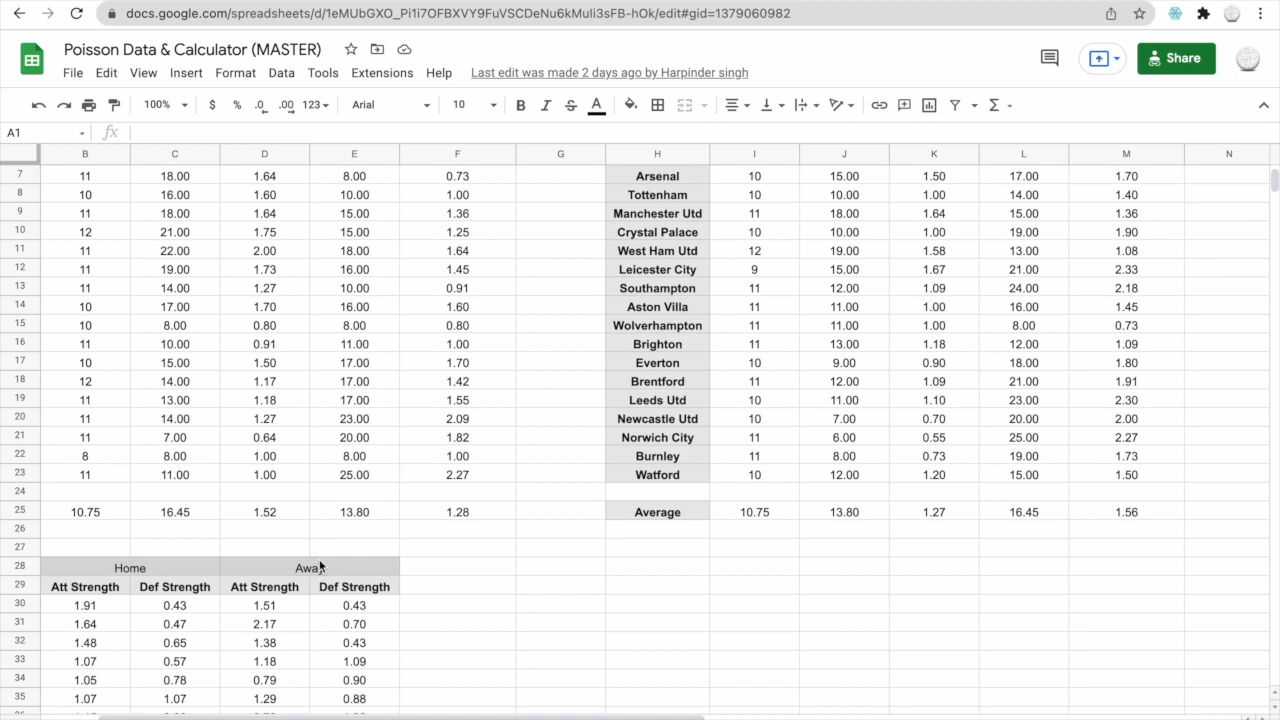 docs.google.com/spreadsheets/d/1eMUbGXO_Pi1i7OFBXVY9FuVSCDeNu6kMuIi3sFB-hOk/edit#gid=1379060982
Poisson Data & Calculator (MASTER)
File Edit View Insert Format Data Tools Extensions Help Last edit was made 2 days ago by Harpinder singh
Share
100% $ % .0 .00 123 Arial 10 B I S A
A1 fx
B C D E F G H I J K L M N
7 11 18.00 1.64 8.00 0.73 Arsenal 10 15.00 1.50 17.00 1.70
8 10 16.00 1.60 10.00 1.00 Tottenham 10 10.00 1.00 14.00 1.40
9 11 18.00 1.64 15.00 1.36 Manchester Utd 11 18.00 1.64 15.00 1.36
10 12 21.00 1.75 15.00 1.25 Crystal Palace 10 10.00 1.00 19.00 1.90
11 11 22.00 2.00 18.00 1.64 West Ham Utd 12 19.00 1.58 13.00 1.08
12 11 19.00 1.73 16.00 1.45 Leicester City 9 15.00 1.67 21.00 2.33
13 11 14.00 1.27 10.00 0.91 Southampton 11 12.00 1.09 24.00 2.18
14 10 17.00 1.70 16.00 1.60 Aston Villa 11 11.00 1.00 16.00 1.45
15 10 8.00 0.80 8.00 0.80 Wolverhampton 11 11.00 1.00 8.00 0.73
16 11 10.00 0.91 11.00 1.00 Brighton 11 13.00 1.18 12.00 1.09
17 10 15.00 1.50 17.00 1.70 Everton 10 9.00 0.90 18.00 1.80
18 12 14.00 1.17 17.00 1.42 Brentford 11 12.00 1.09 21.00 1.91
19 11 13.00 1.18 17.00 1.55 Leeds Utd 10 11.00 1.10 23.00 2.30
20 11 14.00 1.27 23.00 2.09 Newcastle Utd 10 7.00 0.70 20.00 2.00
21 11 7.00 0.64 20.00 1.82 Norwich City 11 6.00 0.55 25.00 2.27
22 8 8.00 1.00 8.00 1.00 Burnley 11 8.00 0.73 19.00 1.73
23 11 11.00 1.00 25.00 2.27 Watford 10 12.00 1.20 15.00 1.50
24
25 10.75 16.45 1.52 13.80 1.28 Average 10.75 13.80 1.27 16.45 1.56
26
27
28 Home Away
29 Att Strength Def Strength Att Strength Def Strength
30 1.91 0.43 1.51 0.43
31 1.64 0.47 2.17 0.70
32 1.48 0.65 1.38 0.43
33 1.07 0.57 1.18 1.09
34 1.05 0.78 0.79 0.90
35 1.07 1.07 1.29 0.88